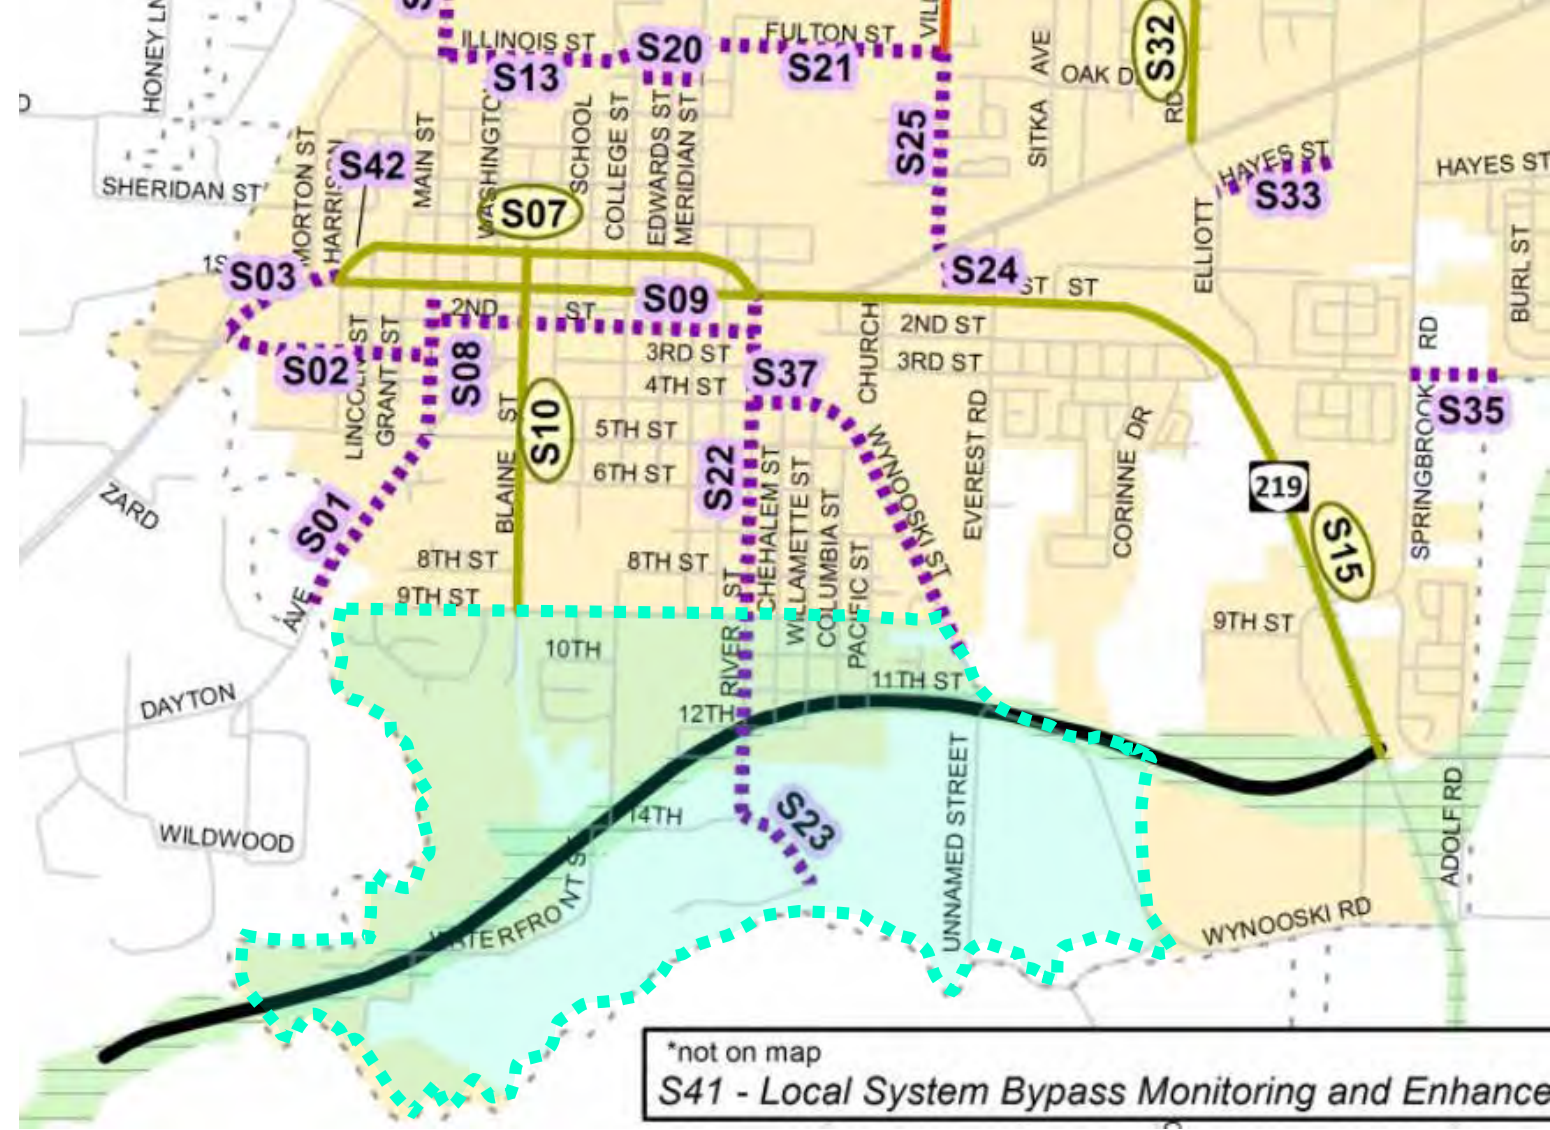 HONEY LN
ILLINOIS ST
S13
S20
FULTON ST
S21
S25
SITKA AVE
OAK D
S32
RD
HAYES ST
S33
HAYES ST
SHERIDAN ST
MORTON ST
HARRISON
S42
MAIN ST
WASHINGTO
S07
SCHOOL
COLLEGE ST
EDWARDS ST
MERIDIAN ST
ELLIOTT
BURL ST
S03
S24
ST ST
S09
2ND ST
2ND ST
3RD ST
3RD ST
S02
LINCOLN ST
GRANT ST
S08
S37
CHURCH
4TH ST
SPRINGBROOK RD
S35
S10
BLAINE ST
5TH ST
6TH ST
S22
WYNOOSKI ST
EVEREST RD
CORINNE DR
219
S15
ZARD
S01
AVE
8TH ST
8TH ST
9TH ST
RIVER ST
CHEHALEM ST
WILLAMETTE ST
COLUMBIA ST
PACIFIC ST
9TH ST
10TH
11TH ST
12TH
DAYTON
14TH
S23
UNNAMED STREET
WILDWOOD
ADOLF RD
WATERFRONT ST
WYNOOSKI RD
*not on map
S41 - Local System Bypass Monitoring and Enhance